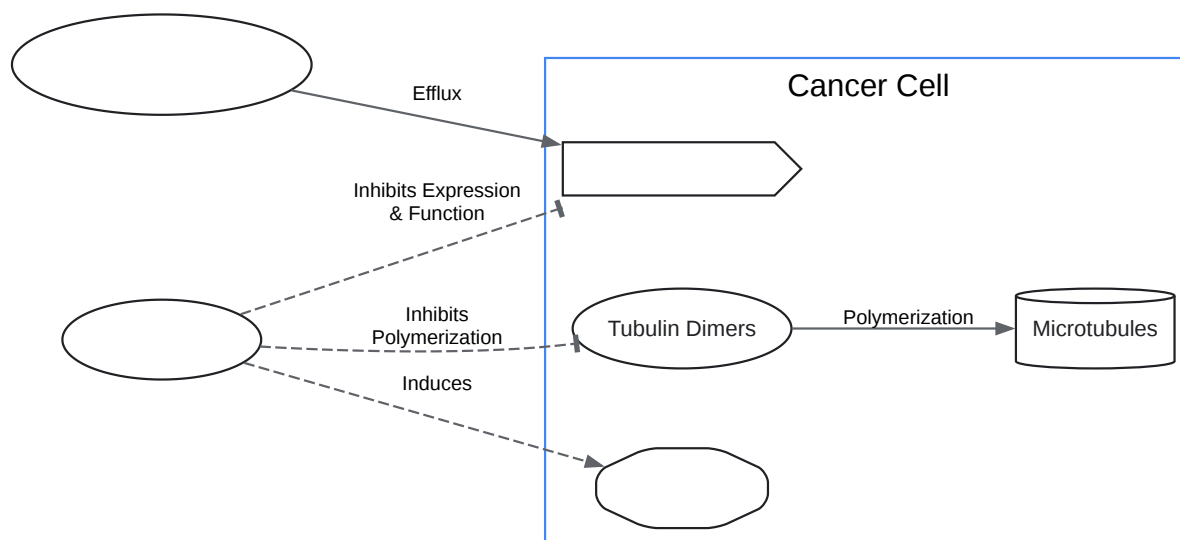 Cancer Cell
Efflux
Inhibits Expression
& Function
Inhibits
Polymerization
Tubulin Dimers
Polymerization
Microtubules
Induces